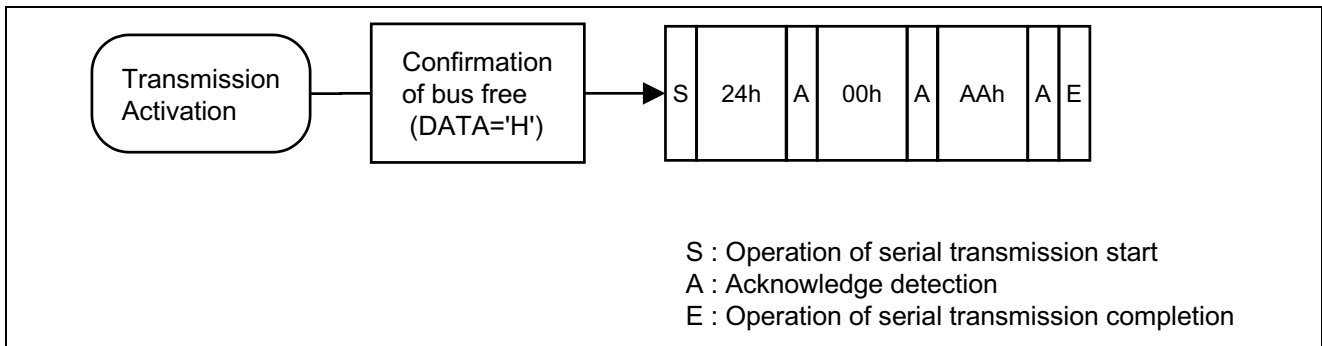 Transmission
Activation
Confirmation
of bus free
(DATA='H')
S 24h A 00h A AAh A E
S : Operation of serial transmission start
A : Acknowledge detection
E : Operation of serial transmission completion